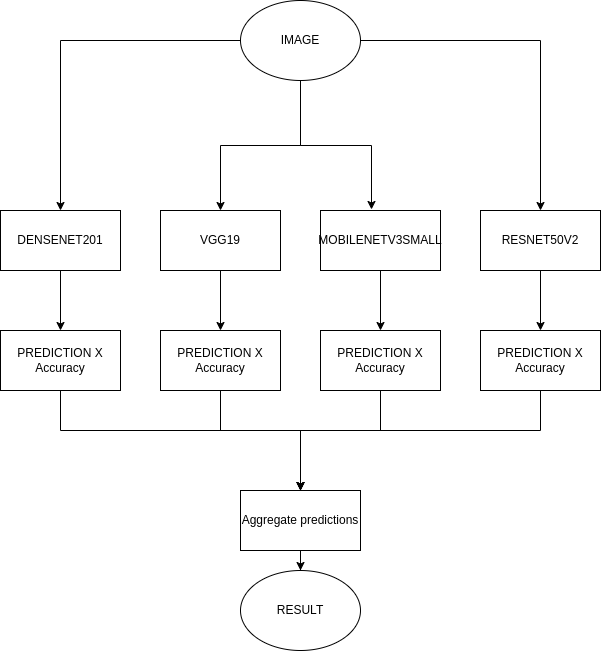 IMAGE
DENSENET201
VGG19
MOBILENETV3SMALL
RESNET50V2
PREDICTION X
Accuracy
PREDICTION X
Accuracy
PREDICTION X
Accuracy
PREDICTION X
Accuracy
Aggregate predictions
RESULT